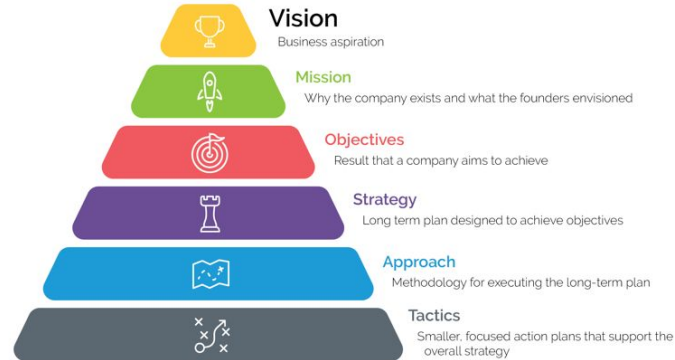 Vision
Business aspiration
Mission
Why the company exists and what the founders envisioned
Objectives
Result that a company aims to achieve
Strategy
Long term plan designed to achieve objectives
Approach
Methodology for executing the long-term plan
Tactics
Smaller, focused action plans that support the
overall strategy